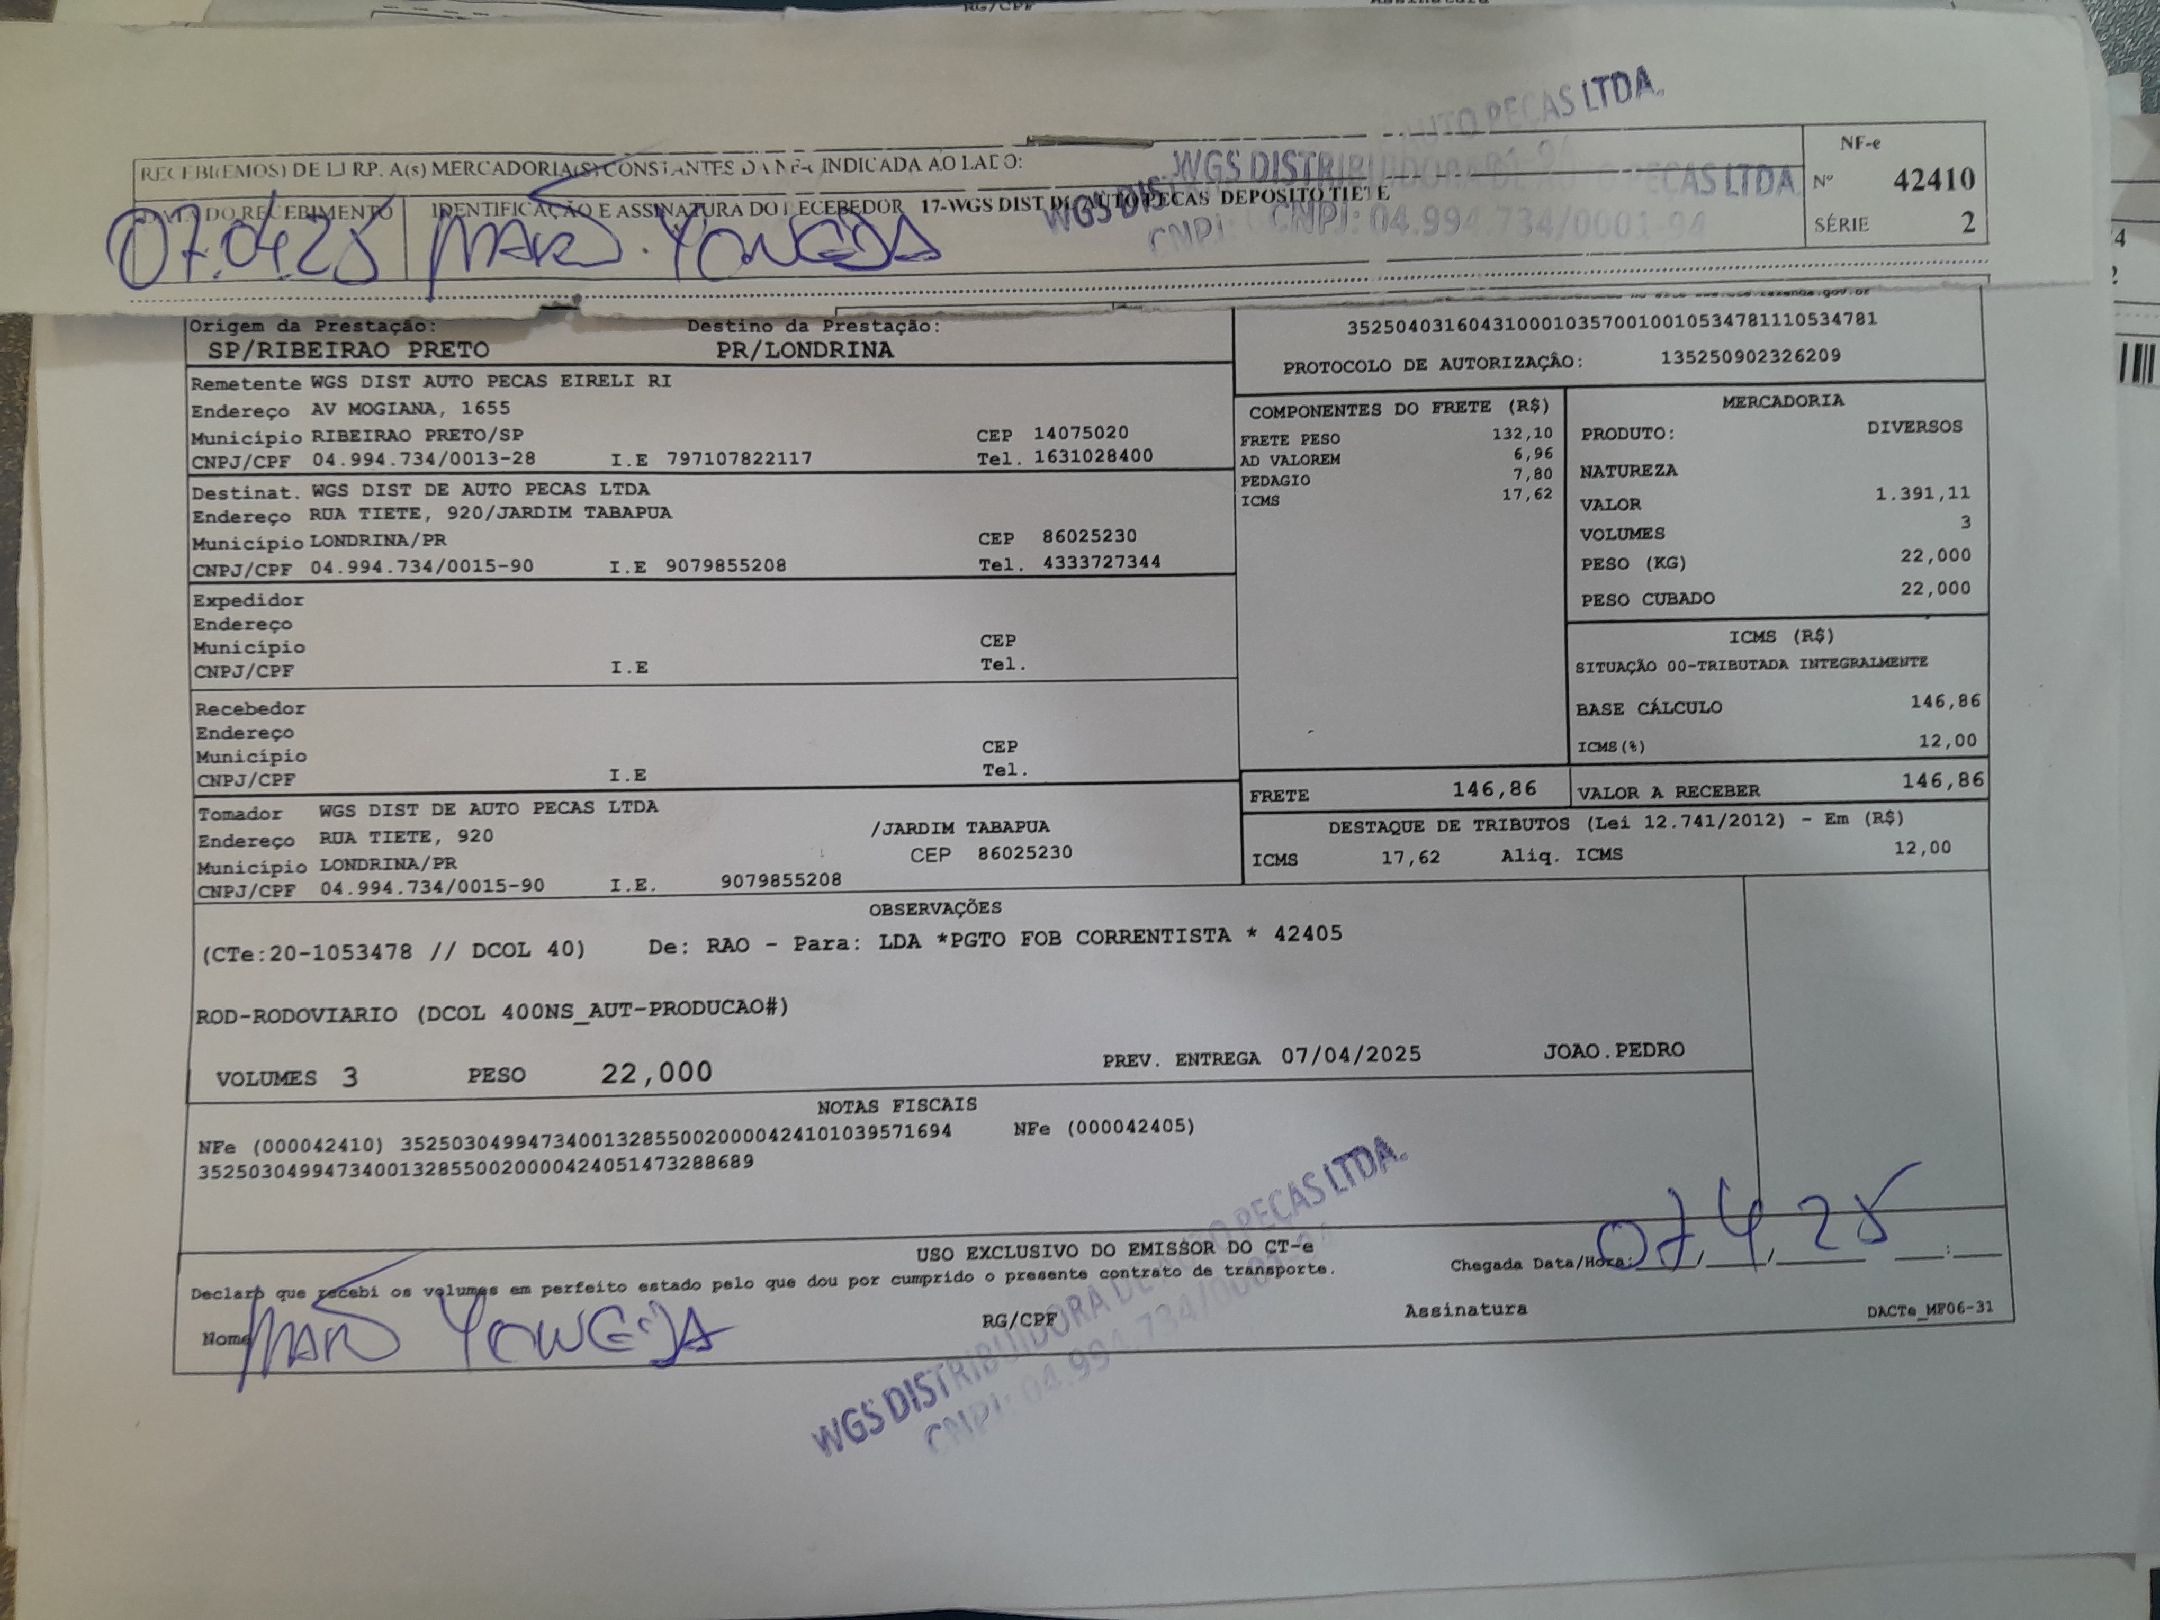 RG/CPF
RECEBI(EMOS) DE LJ RP. A(s) MERCADORIA(S) CONSTANTES DA NF-e INDICADA AO LADO:
DO RECEBIMENTO
IDENTIFICAÇÃO E ASSINATURA DO RECEBEDOR 17-WGS DIST DE AUTO PECAS DEPOSITO TIETE
NF-e
Nº 42410
SÉRIE 2
AUTO PEÇAS LTDA.
WGS DISTRIBUIDORA
PEÇAS LTDA
WGS DIS
CNPJ: CNPJ: 04.994.734/0001-94
07.04.25
YONEDA
Origem da Prestação: Destino da Prestação:
SP/RIBEIRAO PRETO PR/LONDRINA
35250403160431000103570010010534781110534781
PROTOCOLO DE AUTORIZAÇÂO: 135250902326209
Remetente WGS DIST AUTO PECAS EIRELI RI
Endereço AV MOGIANA, 1655
Município RIBEIRAO PRETO/SP CEP 14075020
CNPJ/CPF 04.994.734/0013-28 I.E 797107822117 Tel. 1631028400
Destinat. WGS DIST DE AUTO PECAS LTDA
Endereço RUA TIETE, 920/JARDIM TABAPUA
Município LONDRINA/PR CEP 86025230
CNPJ/CPF 04.994.734/0015-90 I.E 9079855208 Tel. 4333727344
Expedidor
Endereço
Município CEP
CNPJ/CPF I.E Tel.
Recebedor
Endereço
Município CEP
CNPJ/CPF I.E Tel.
Tomador WGS DIST DE AUTO PECAS LTDA
Endereço RUA TIETE, 920 /JARDIM TABAPUA
Município LONDRINA/PR CEP 86025230
CNPJ/CPF 04.994.734/0015-90 I.E. 9079855208
COMPONENTES DO FRETE (R$)
FRETE PESO 132,10
AD VALOREM 6,96
PEDAGIO 7,80
ICMS 17,62
MERCADORIA
PRODUTO: DIVERSOS
NATUREZA
VALOR 1.391,11
VOLUMES 3
PESO (KG) 22,000
PESO CUBADO 22,000
ICMS (R$)
SITUAÇÃO 00-TRIBUTADA INTEGRALMENTE
BASE CÁLCULO 146,86
ICMS(%) 12,00
FRETE 146,86 VALOR A RECEBER 146,86
DESTAQUE DE TRIBUTOS (Lei 12.741/2012) - Em (R$)
ICMS 17,62 Aliq. ICMS 12,00
OBSERVAÇÕES
(CTe:20-1053478 // DCOL 40) De: RAO - Para: LDA *PGTO FOB CORRENTISTA * 42405
ROD-RODOVIARIO (DCOL 400NS_AUT-PRODUCAO#)
VOLUMES 3 PESO 22,000 PREV. ENTREGA 07/04/2025 JOAO.PEDRO
NOTAS FISCAIS
NFe (000042410) 35250304994734001328550020000424101039571694 NFe (000042405)
35250304994734001328550020000424051473288689
USO EXCLUSIVO DO EMISSOR DO CT-e
Declaro que recebi os volumes em perfeito estado pelo que dou por cumprido o presente contrato de transporte.
Chegada Data/Hora: 07, 4, 25 :
Nome YONEDA RG/CPF Assinatura DACTe_MF06-31
WGS DISTRIBUIDORA DE AUTO PEÇAS LTDA.
CNPJ: 04.994.734/0001-94